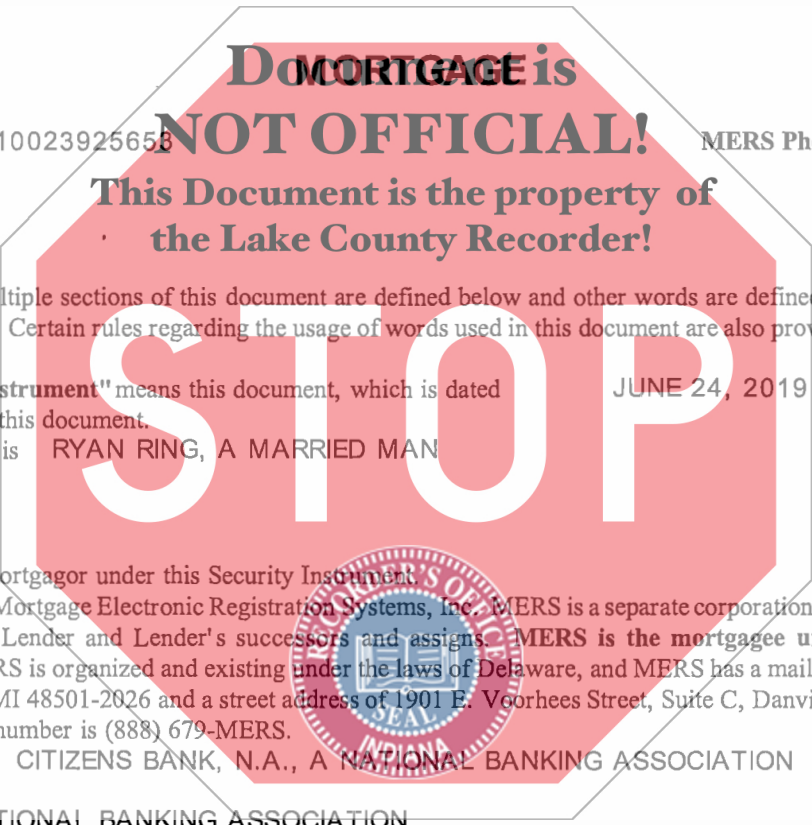 Document is
MORTGAGE
10023925658 MERS Ph
NOT OFFICIAL!
This Document is the property of
the Lake County Recorder!
ltiple sections of this document are defined below and other words are define
Certain rules regarding the usage of words used in this document are also prov
strument" means this document, which is dated JUNE 24, 2019
this document.
is RYAN RING, A MARRIED MAN
STOP
ortgagor under this Security Instrument.
Mortgage Electronic Registration Systems, Inc. MERS is a separate corporation
Lender and Lender's successors and assigns. MERS is the mortgagee u
RS is organized and existing under the laws of Delaware, and MERS has a mail
MI 48501-2026 and a street address of 1901 E. Voorhees Street, Suite C, Danvi
number is (888) 679-MERS.
RECORDER'S OFFICE
SEAL
INDIANA
CITIZENS BANK, N.A., A NATIONAL BANKING ASSOCIATION
TIONAL BANKING ASSOCIATION